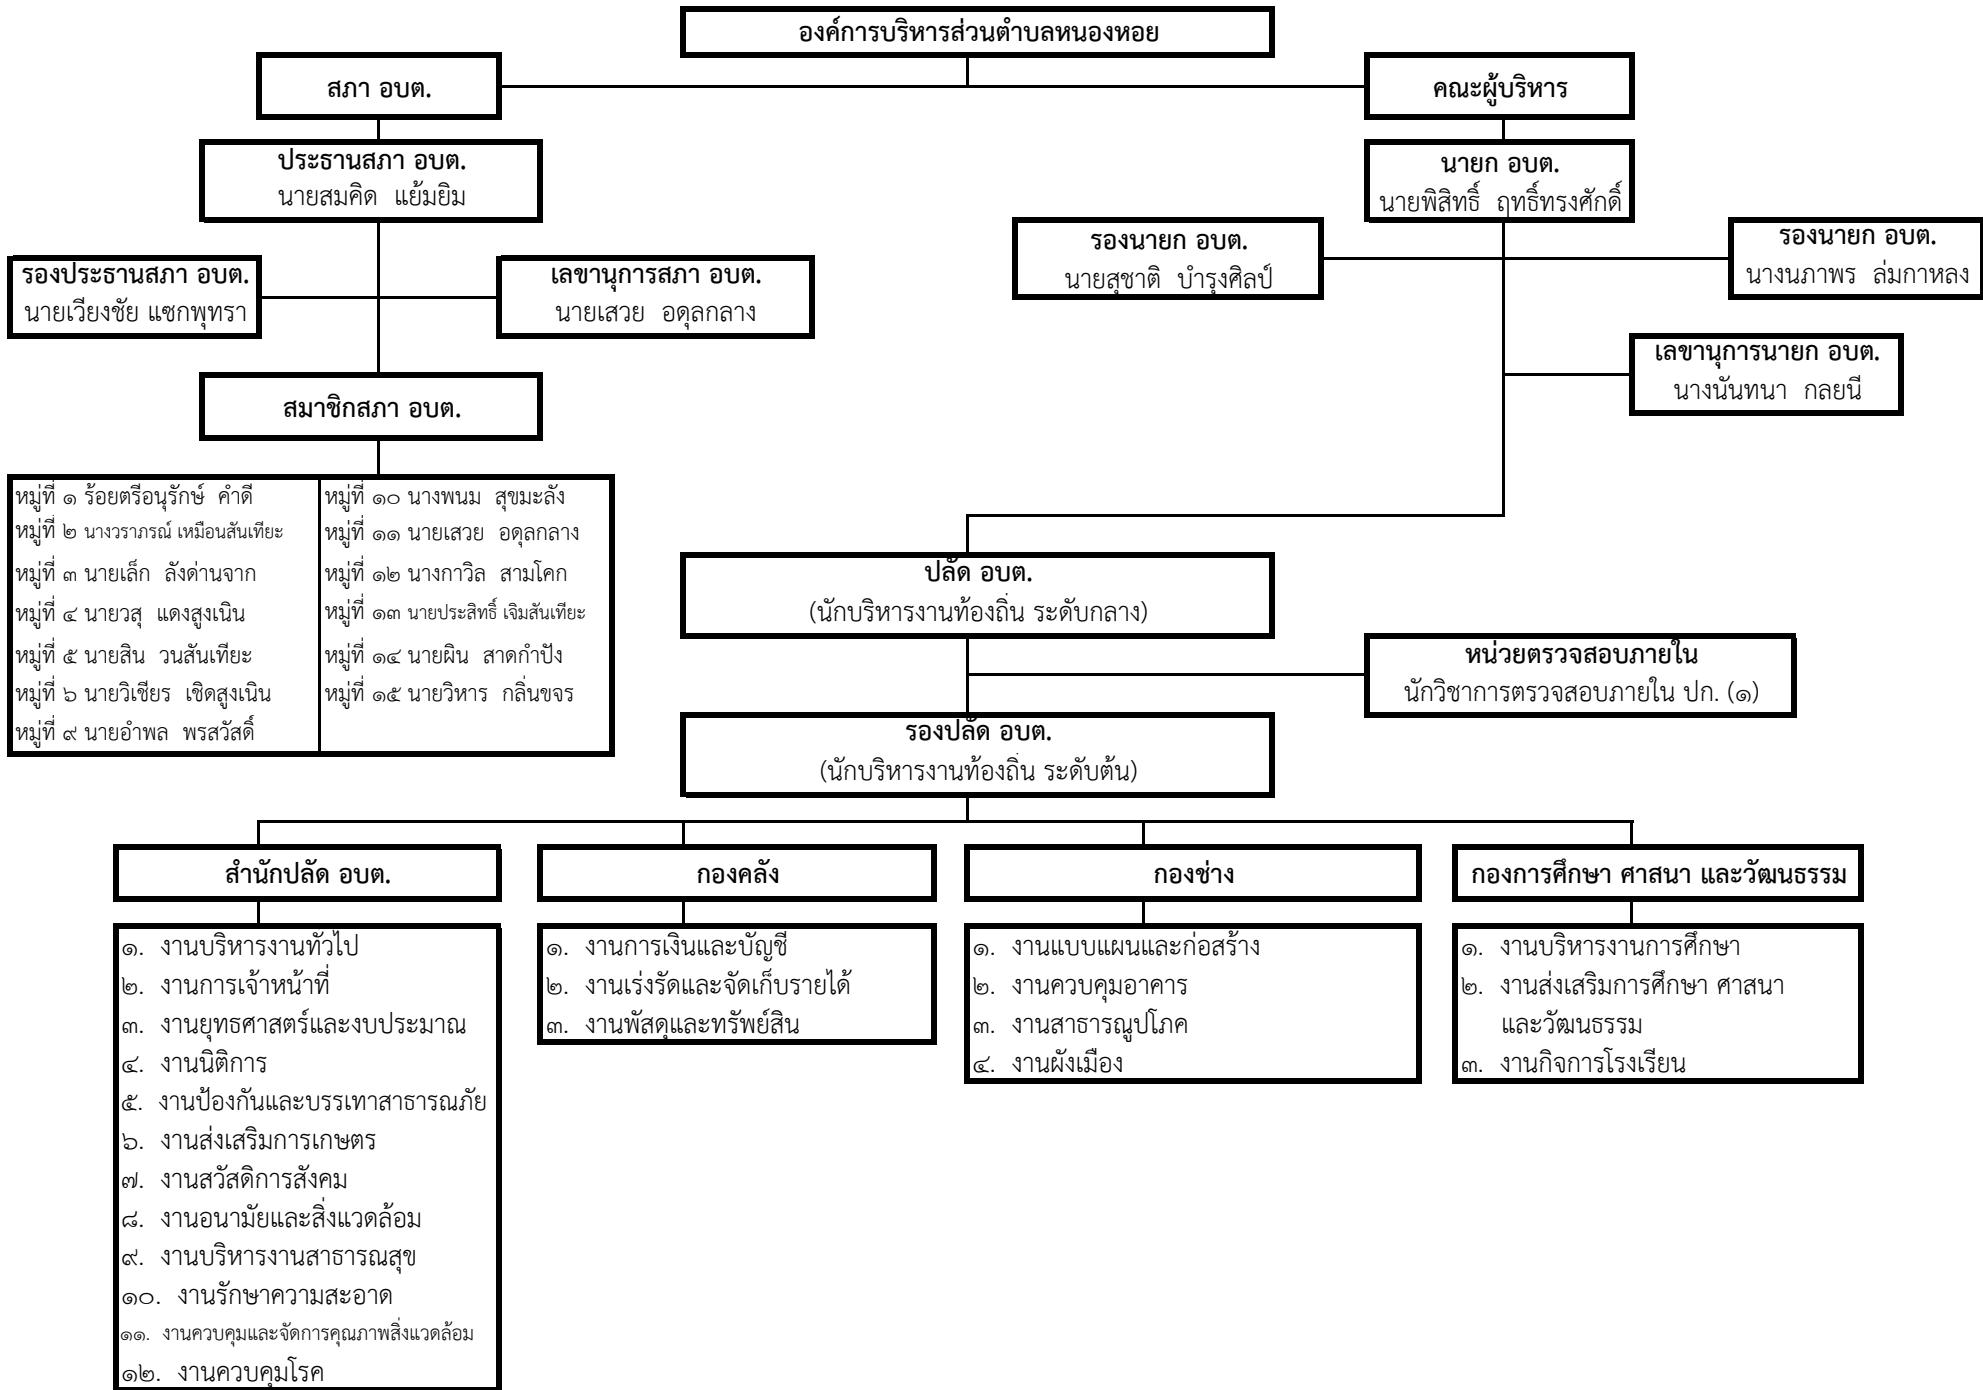 องค์การบริหารส่วนตำบลหนองหอย
สภา อบต.
คณะผู้บริหาร
ประธานสภา อบต.
นายสมคิด แย้มยิม
นายก อบต.
นายพิสิทธิ์ ฤทธิ์ทรงศักดิ์
รองประธานสภา อบต.
นายเวียงชัย แซกพุทรา
เลขานุการสภา อบต.
นายเสวย อดุลกลาง
รองนายก อบต.
นายสุชาติ บำรุงศิลป์
รองนายก อบต.
นางนภาพร ล่มกาหลง
เลขานุการนายก อบต.
นางนันทนา กลยนี
สมาชิกสภา อบต.
หมู่ที่ ๑ ร้อยตรีอนุรักษ์ คำดี
หมู่ที่ ๒ นางวราภรณ์ เหมือนสันเทียะ
หมู่ที่ ๓ นายเล็ก ลังด่านจาก
หมู่ที่ ๔ นายวสุ แดงสูงเนิน
หมู่ที่ ๕ นายสิน วนสันเทียะ
หมู่ที่ ๖ นายวิเชียร เชิดสูงเนิน
หมู่ที่ ๙ นายอำพล พรสวัสดิ์
หมู่ที่ ๑๐ นางพนม สุขมะลัง
หมู่ที่ ๑๑ นายเสวย อดุลกลาง
หมู่ที่ ๑๒ นางกาวิล สามโคก
หมู่ที่ ๑๓ นายประสิทธิ์ เจิมสันเทียะ
หมู่ที่ ๑๔ นายผิน สาดกำปัง
หมู่ที่ ๑๕ นายวิหาร กลิ่นขจร
ปลัด อบต.
(นักบริหารงานท้องถิ่น ระดับกลาง)
หน่วยตรวจสอบภายใน
นักวิชาการตรวจสอบภายใน ปก. (๑)
รองปลัด อบต.
(นักบริหารงานท้องถิ่น ระดับต้น)
สำนักปลัด อบต.
๑. งานบริหารงานทั่วไป
๒. งานการเจ้าหน้าที่
๓. งานยุทธศาสตร์และงบประมาณ
๔. งานนิติการ
๕. งานป้องกันและบรรเทาสาธารณภัย
๖. งานส่งเสริมการเกษตร
๗. งานสวัสดิการสังคม
๘. งานอนามัยและสิ่งแวดล้อม
๙. งานบริหารงานสาธารณสุข
๑๐. งานรักษาความสะอาด
๑๑. งานควบคุมและจัดการคุณภาพสิ่งแวดล้อม
๑๒. งานควบคุมโรค
กองคลัง
๑. งานการเงินและบัญชี
๒. งานเร่งรัดและจัดเก็บรายได้
๓. งานพัสดุและทรัพย์สิน
กองช่าง
๑. งานแบบแผนและก่อสร้าง
๒. งานควบคุมอาคาร
๓. งานสาธารณูปโภค
๔. งานผังเมือง
กองการศึกษา ศาสนา และวัฒนธรรม
๑. งานบริหารงานการศึกษา
๒. งานส่งเสริมการศึกษา ศาสนา
และวัฒนธรรม
๓. งานกิจการโรงเรียน